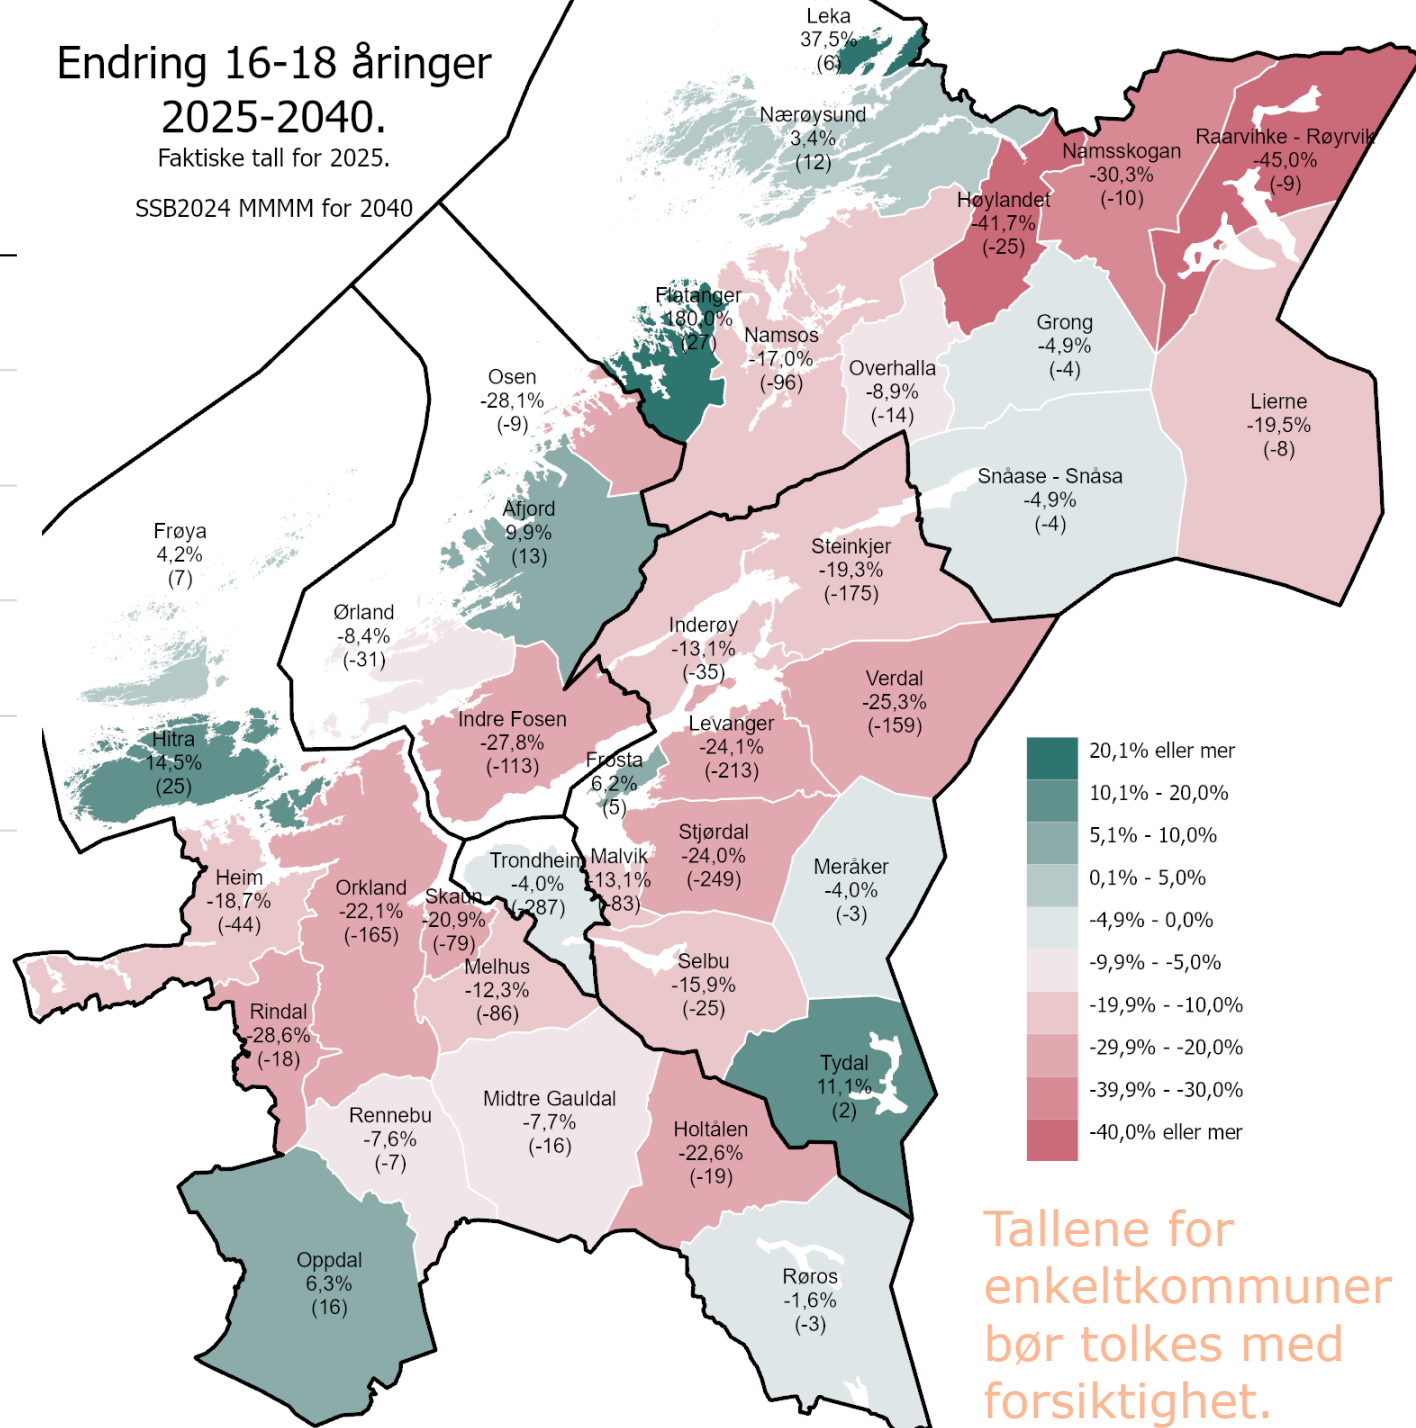 Endring 16-18 åringer
2025-2040.
Faktiske tall for 2025.
SSB2024 MMMM for 2040
Leka
37,5%
(6)
Nærøysund
3,4%
(12)
Namsskogan
-30,3%
(-10)
Raarvihke - Røyrvik
-45,0%
(-9)
Høylandet
-41,7%
(-25)
Flatanger
180,0%
(27)
Namsos
-17,0%
(-96)
Grong
-4,9%
(-4)
Overhalla
-8,9%
(-14)
Osen
-28,1%
(-9)
Lierne
-19,5%
(-8)
Snåase - Snåsa
-4,9%
(-4)
Åfjord
9,9%
(13)
Frøya
4,2%
(7)
Steinkjer
-19,3%
(-175)
Ørland
-8,4%
(-31)
Inderøy
-13,1%
(-35)
Verdal
-25,3%
(-159)
Indre Fosen
-27,8%
(-113)
Levanger
-24,1%
(-213)
Hitra
14,5%
(25)
Frosta
6,2%
(5)
Stjørdal
-24,0%
(-249)
Trondheim
-4,0%
(-287)
Malvik
-13,1%
(-83)
Meråker
-4,0%
(-3)
Heim
-18,7%
(-44)
Orkland
-22,1%
(-165)
Skaun
-20,9%
(-79)
Melhus
-12,3%
(-86)
Selbu
-15,9%
(-25)
Rindal
-28,6%
(-18)
Tydal
11,1%
(2)
Midtre Gauldal
-7,7%
(-16)
Rennebu
-7,6%
(-7)
Holtålen
-22,6%
(-19)
Oppdal
6,3%
(16)
Røros
-1,6%
(-3)
20,1% eller mer
10,1% - 20,0%
5,1% - 10,0%
0,1% - 5,0%
-4,9% - 0,0%
-9,9% - -5,0%
-19,9% - -10,0%
-29,9% - -20,0%
-39,9% - -30,0%
-40,0% eller mer
Tallene for
enkeltkommuner
bør tolkes med
forsiktighet.